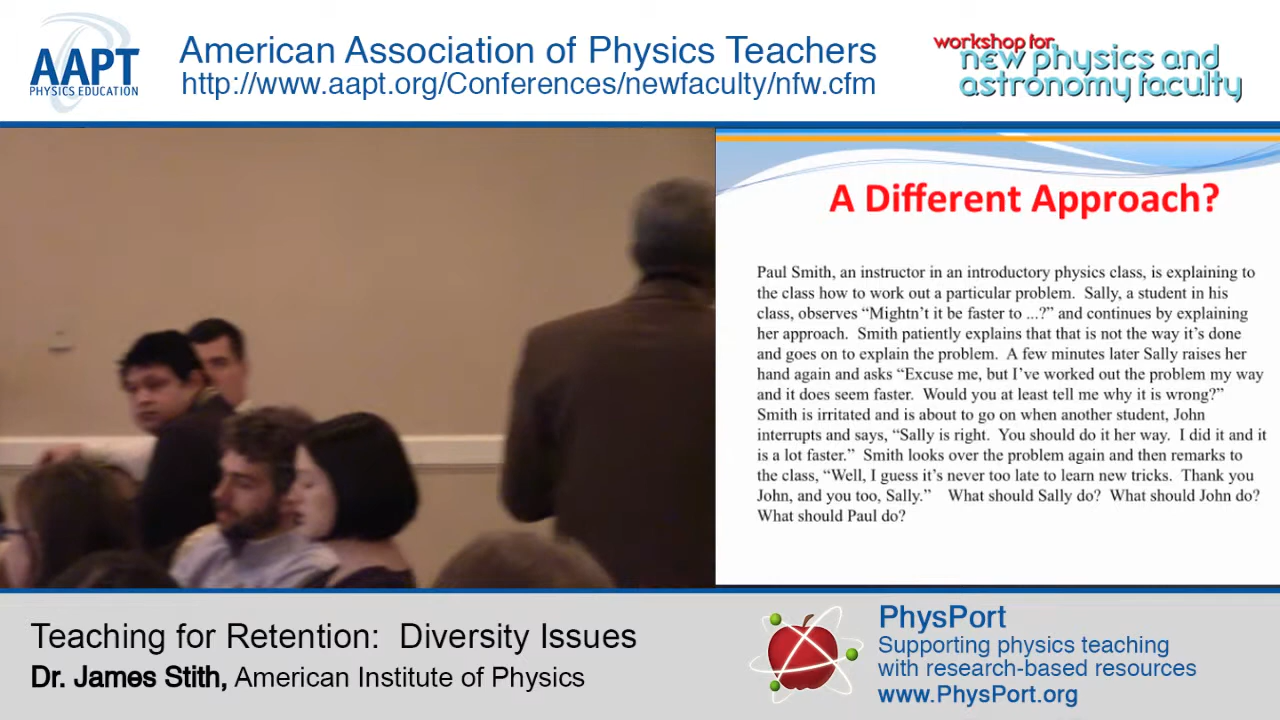 AAPT
PHYSICS EDUCATION
American Association of Physics Teachers
http://www.aapt.org/Conferences/newfaculty/nfw.cfm
workshop for
new physics and
astronomy faculty
A Different Approach?
Paul Smith, an instructor in an introductory physics class, is explaining to
the class how to work out a particular problem.  Sally, a student in his
class, observes “Mightn’t it be faster to ...?” and continues by explaining
her approach.  Smith patiently explains that that is not the way it’s done
and goes on to explain the problem.  A few minutes later Sally raises her
hand again and asks “Excuse me, but I’ve worked out the problem my way
and it does seem faster.  Would you at least tell me why it is wrong?”
Smith is irritated and is about to go on when another student, John
interrupts and says, “Sally is right.  You should do it her way.  I did it and it
is a lot faster.”  Smith looks over the problem again and then remarks to
the class, “Well, I guess it’s never too late to learn new tricks.  Thank you
John, and you too, Sally.”   What should Sally do?  What should John do?
What should Paul do?
Teaching for Retention:  Diversity Issues
Dr. James Stith, American Institute of Physics
PhysPort
Supporting physics teaching
with research-based resources
www.PhysPort.org